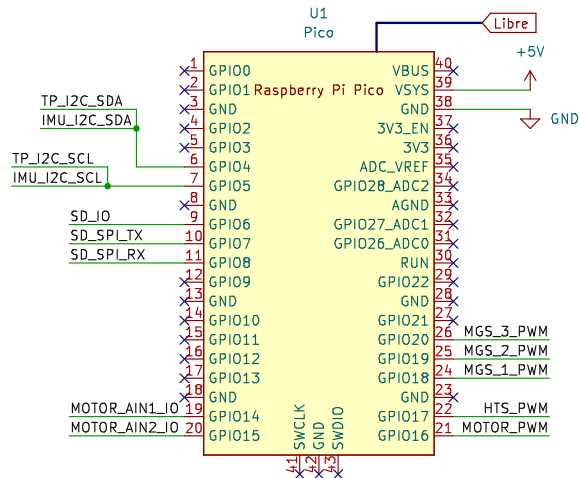 U1
Pico
Libre
+5V
GND
Raspberry Pi Pico
TP_I2C_SDA
IMU_I2C_SDA
TP_I2C_SCL
IMU_I2C_SCL
SD_IO
SD_SPI_TX
SD_SPI_RX
MOTOR_AIN1_IO
MOTOR_AIN2_IO
1 GPIO0
2 GPIO1
3 GND
4 GPIO2
5 GPIO3
6 GPIO4
7 GPIO5
8 GND
9 GPIO6
10 GPIO7
11 GPIO8
12 GPIO9
13 GND
14 GPIO10
15 GPIO11
16 GPIO12
17 GPIO13
18 GND
19 GPIO14
20 GPIO15
VBUS 40
VSYS 39
GND 38
3V3_EN 37
3V3 36
ADC_VREF 35
GPIO28_ADC2 34
AGND 33
GPIO27_ADC1 32
GPIO26_ADC0 31
RUN 30
GPIO22 29
GND 28
GPIO21 27
GPIO20 26
GPIO19 25
GPIO18 24
GND 23
GPIO17 22
GPIO16 21
MGS_3_PWM
MGS_2_PWM
MGS_1_PWM
HTS_PWM
MOTOR_PWM
SWCLK 41
GND 42
SWDIO 43